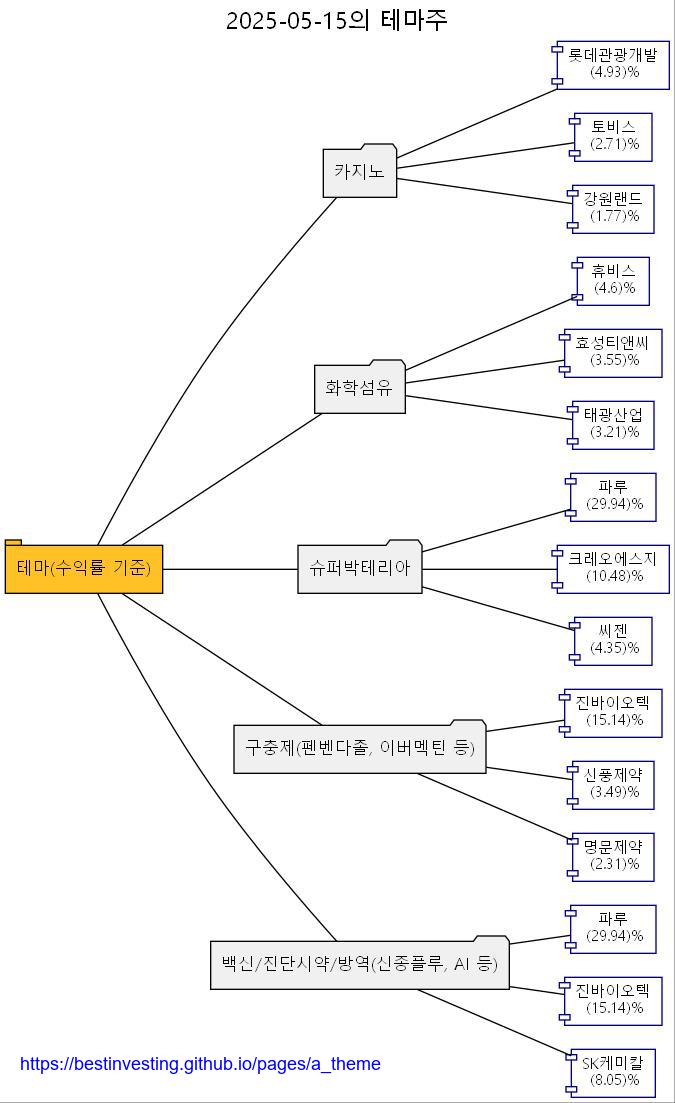 2025-05-15의 테마주
롯데관광개발
(4.93)%
토비스
(2.71)%
카지노
강원랜드
(1.77)%
휴비스
(4.6)%
효성티앤씨
(3.55)%
화학섬유
태광산업
(3.21)%
파루
(29.94)%
테마(수익률 기준)
슈퍼박테리아
크레오에스지
(10.48)%
씨젠
(4.35)%
진바이오텍
(15.14)%
구충제(펜벤다졸, 이버멕틴 등)
신풍제약
(3.49)%
명문제약
(2.31)%
파루
(29.94)%
백신/진단시약/방역(신종플루, AI 등)
진바이오텍
(15.14)%
SK케미칼
(8.05)%
https://bestinvesting.github.io/pages/a_theme